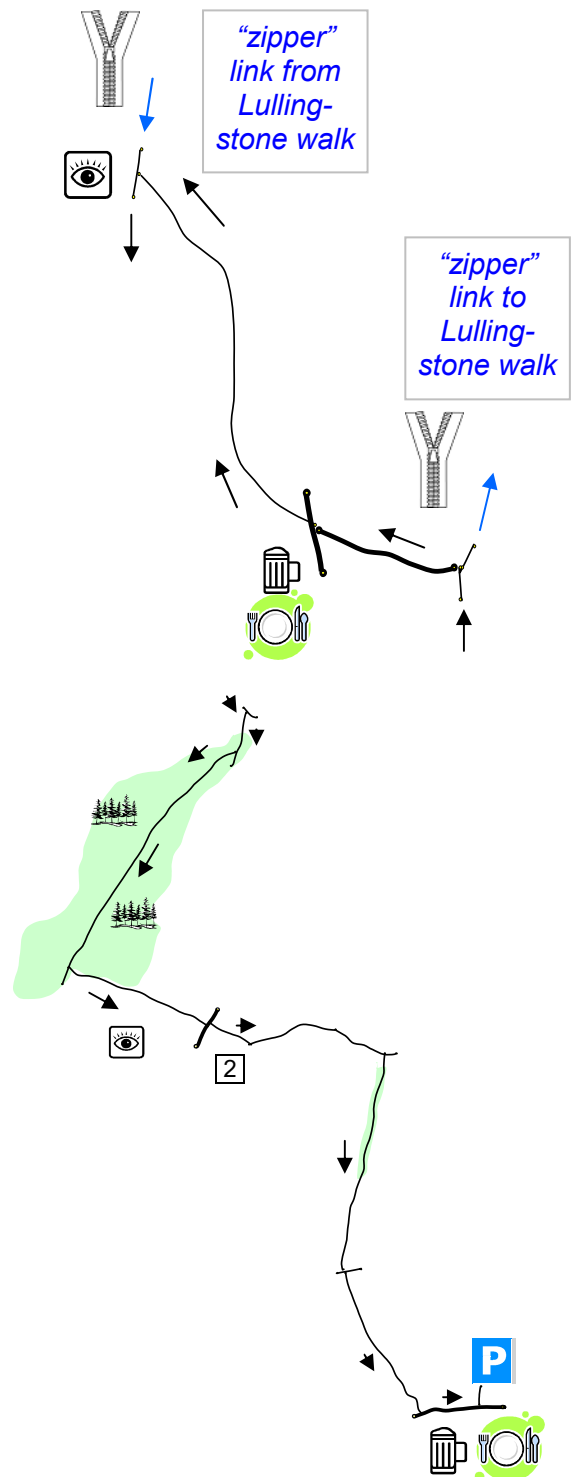 “zipper”
link from
Lulling-
stone walk
“zipper”
link to
Lulling-
stone walk
2
P